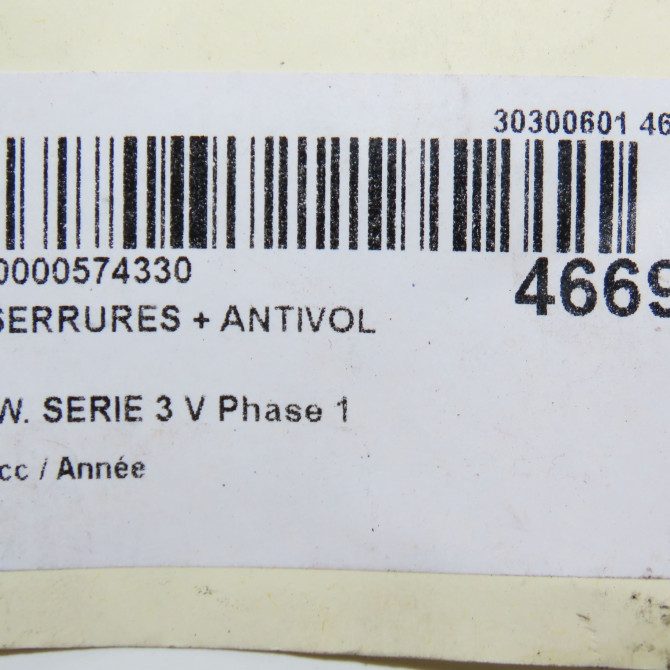 30300601 46
0000574330
4669
SERRURES + ANTIVOL
W. SERIE 3 V Phase 1
cc / Année